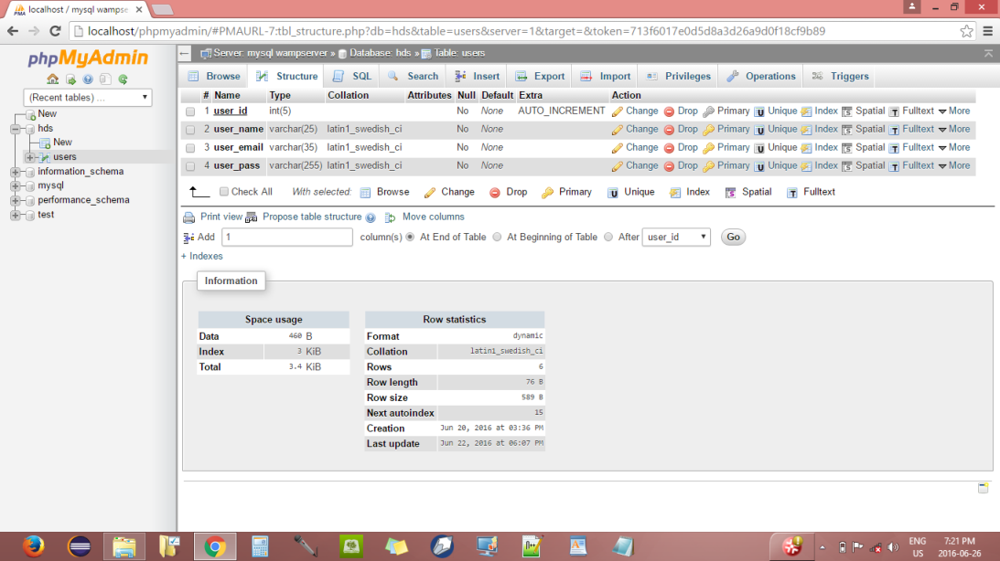 localhost / mysql wampse
localhost/phpmyadmin/#PMAURL-7:tbl_structure.php?db=hds&table=users&server=1&target=&token=713f6017e0d5d8a3d26a9d0f18cf9b89
phpMyAdmin
(Recent tables) ...
New
hds
New
users
information_schema
mysql
performance_schema
test
Server: mysql wampserver » Database: hds » Table: users
Browse Structure SQL Search Insert Export Import Privileges Operations Triggers
# Name Type Collation Attributes Null Default Extra Action
1 user_id int(5) No None AUTO_INCREMENT Change Drop Primary Unique Index Spatial Fulltext More
2 user_name varchar(25) latin1_swedish_ci No None Change Drop Primary Unique Index Spatial Fulltext More
3 user_email varchar(35) latin1_swedish_ci No None Change Drop Primary Unique Index Spatial Fulltext More
4 user_pass varchar(255) latin1_swedish_ci No None Change Drop Primary Unique Index Spatial Fulltext More
Check All With selected: Browse Change Drop Primary Unique Index Spatial Fulltext
Print view Propose table structure Move columns
Add 1 column(s) At End of Table At Beginning of Table After user_id Go
+ Indexes
Information
Space usage
Data 460 B
Index 3 KiB
Total 3.4 KiB
Row statistics
Format dynamic
Collation latin1_swedish_ci
Rows 6
Row length 76 B
Row size 589 B
Next autoindex 15
Creation Jun 20, 2016 at 03:36 PM
Last update Jun 22, 2016 at 06:07 PM
ENG 7:21 PM
US 2016-06-26